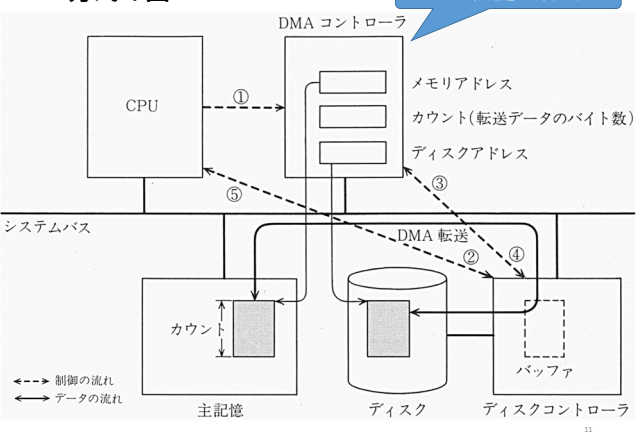 DMA コントローラ
CPU
①
メモリアドレス
カウント(転送データのバイト数)
ディスクアドレス
③
⑤
システムバス
DMA 転送
②
④
カウント
バッファ
制御の流れ
データの流れ
主記憶
ディスク
ディスクコントローラ
11